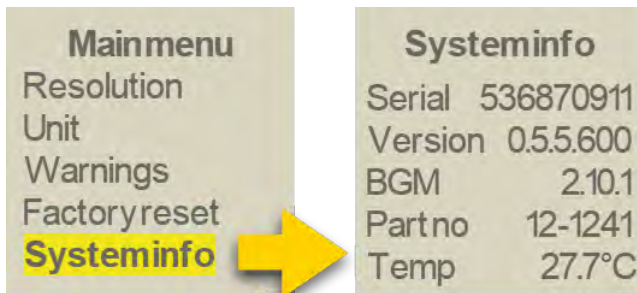 Mainmenu
Resolution
Unit
Warnings
Factoryreset
Systeminfo
Systeminfo
Serial 536870911
Version 0.5.5.600
BGM 2.10.1
Partno 12-1241
Temp 27.7°C